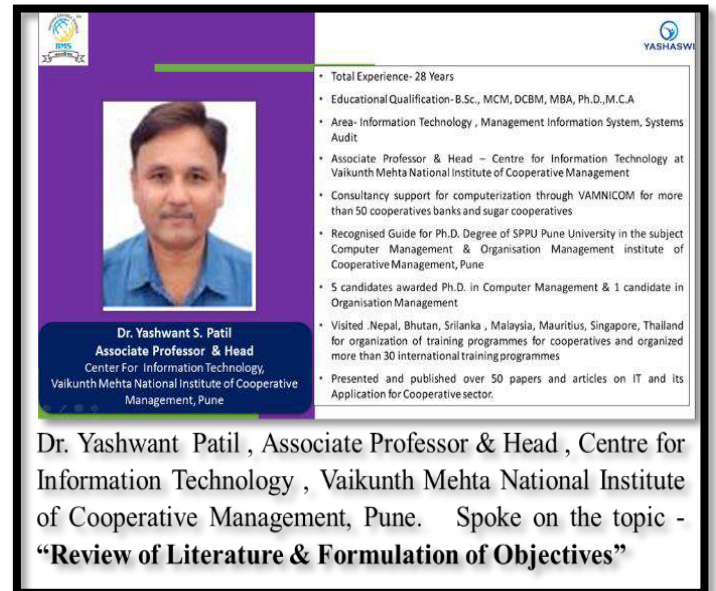 IIMS
YASHASWI
• Total Experience- 28 Years
• Educational Qualification- B.Sc., MCM, DCBM, MBA, Ph.D.,M.C.A
• Area- Information Technology , Management Information System, Systems
Audit
• Associate Professor & Head – Centre for Information Technology at
Vaikunth Mehta National Institute of Cooperative Management
• Consultancy support for computerization through VAMNICOM for more
than 50 cooperatives banks and sugar cooperatives
• Recognised Guide for Ph.D. Degree of SPPU Pune University in the subject
Computer Management & Organisation Management institute of
Cooperative Management, Pune
• 5 candidates awarded Ph.D. in Computer Management & 1 candidate in
Organisation Management
• Visited .Nepal, Bhutan, Srilanka , Malaysia, Mauritius, Singapore, Thailand
for organization of training programmes for cooperatives and organized
more than 30 international training programmes
• Presented and published over 50 papers and articles on IT and its
Application for Cooperative sector.
Dr. Yashwant S. Patil
Associate Professor & Head
Center For Information Technology,
Vaikunth Mehta National Institute of Cooperative
Management, Pune
Dr. Yashwant Patil , Associate Professor & Head , Centre for
Information Technology , Vaikunth Mehta National Institute
of Cooperative Management, Pune. Spoke on the topic -
“Review of Literature & Formulation of Objectives”